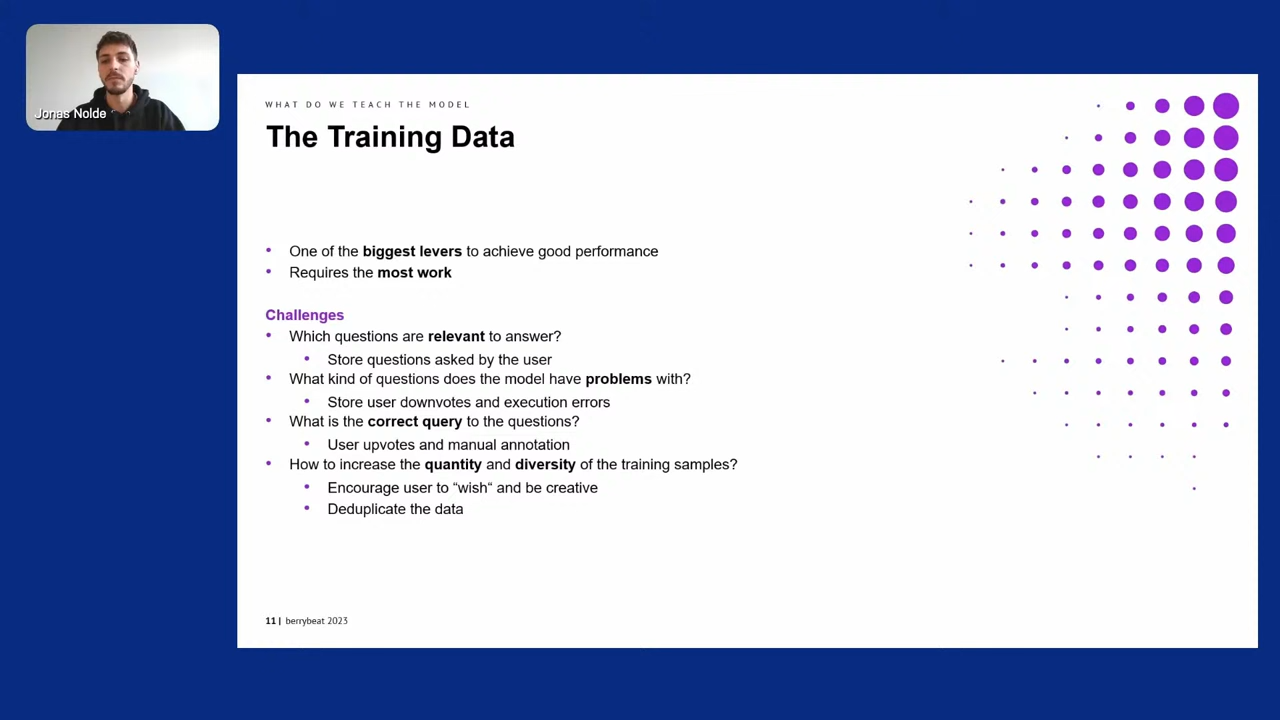 Jonas Nolde
WHAT DO WE TEACH THE MODEL
The Training Data
• One of the biggest levers to achieve good performance
• Requires the most work
Challenges
• Which questions are relevant to answer?
• Store questions asked by the user
• What kind of questions does the model have problems with?
• Store user downvotes and execution errors
• What is the correct query to the questions?
• User upvotes and manual annotation
• How to increase the quantity and diversity of the training samples?
• Encourage user to “wish“ and be creative
• Deduplicate the data
11 | berrybeat 2023